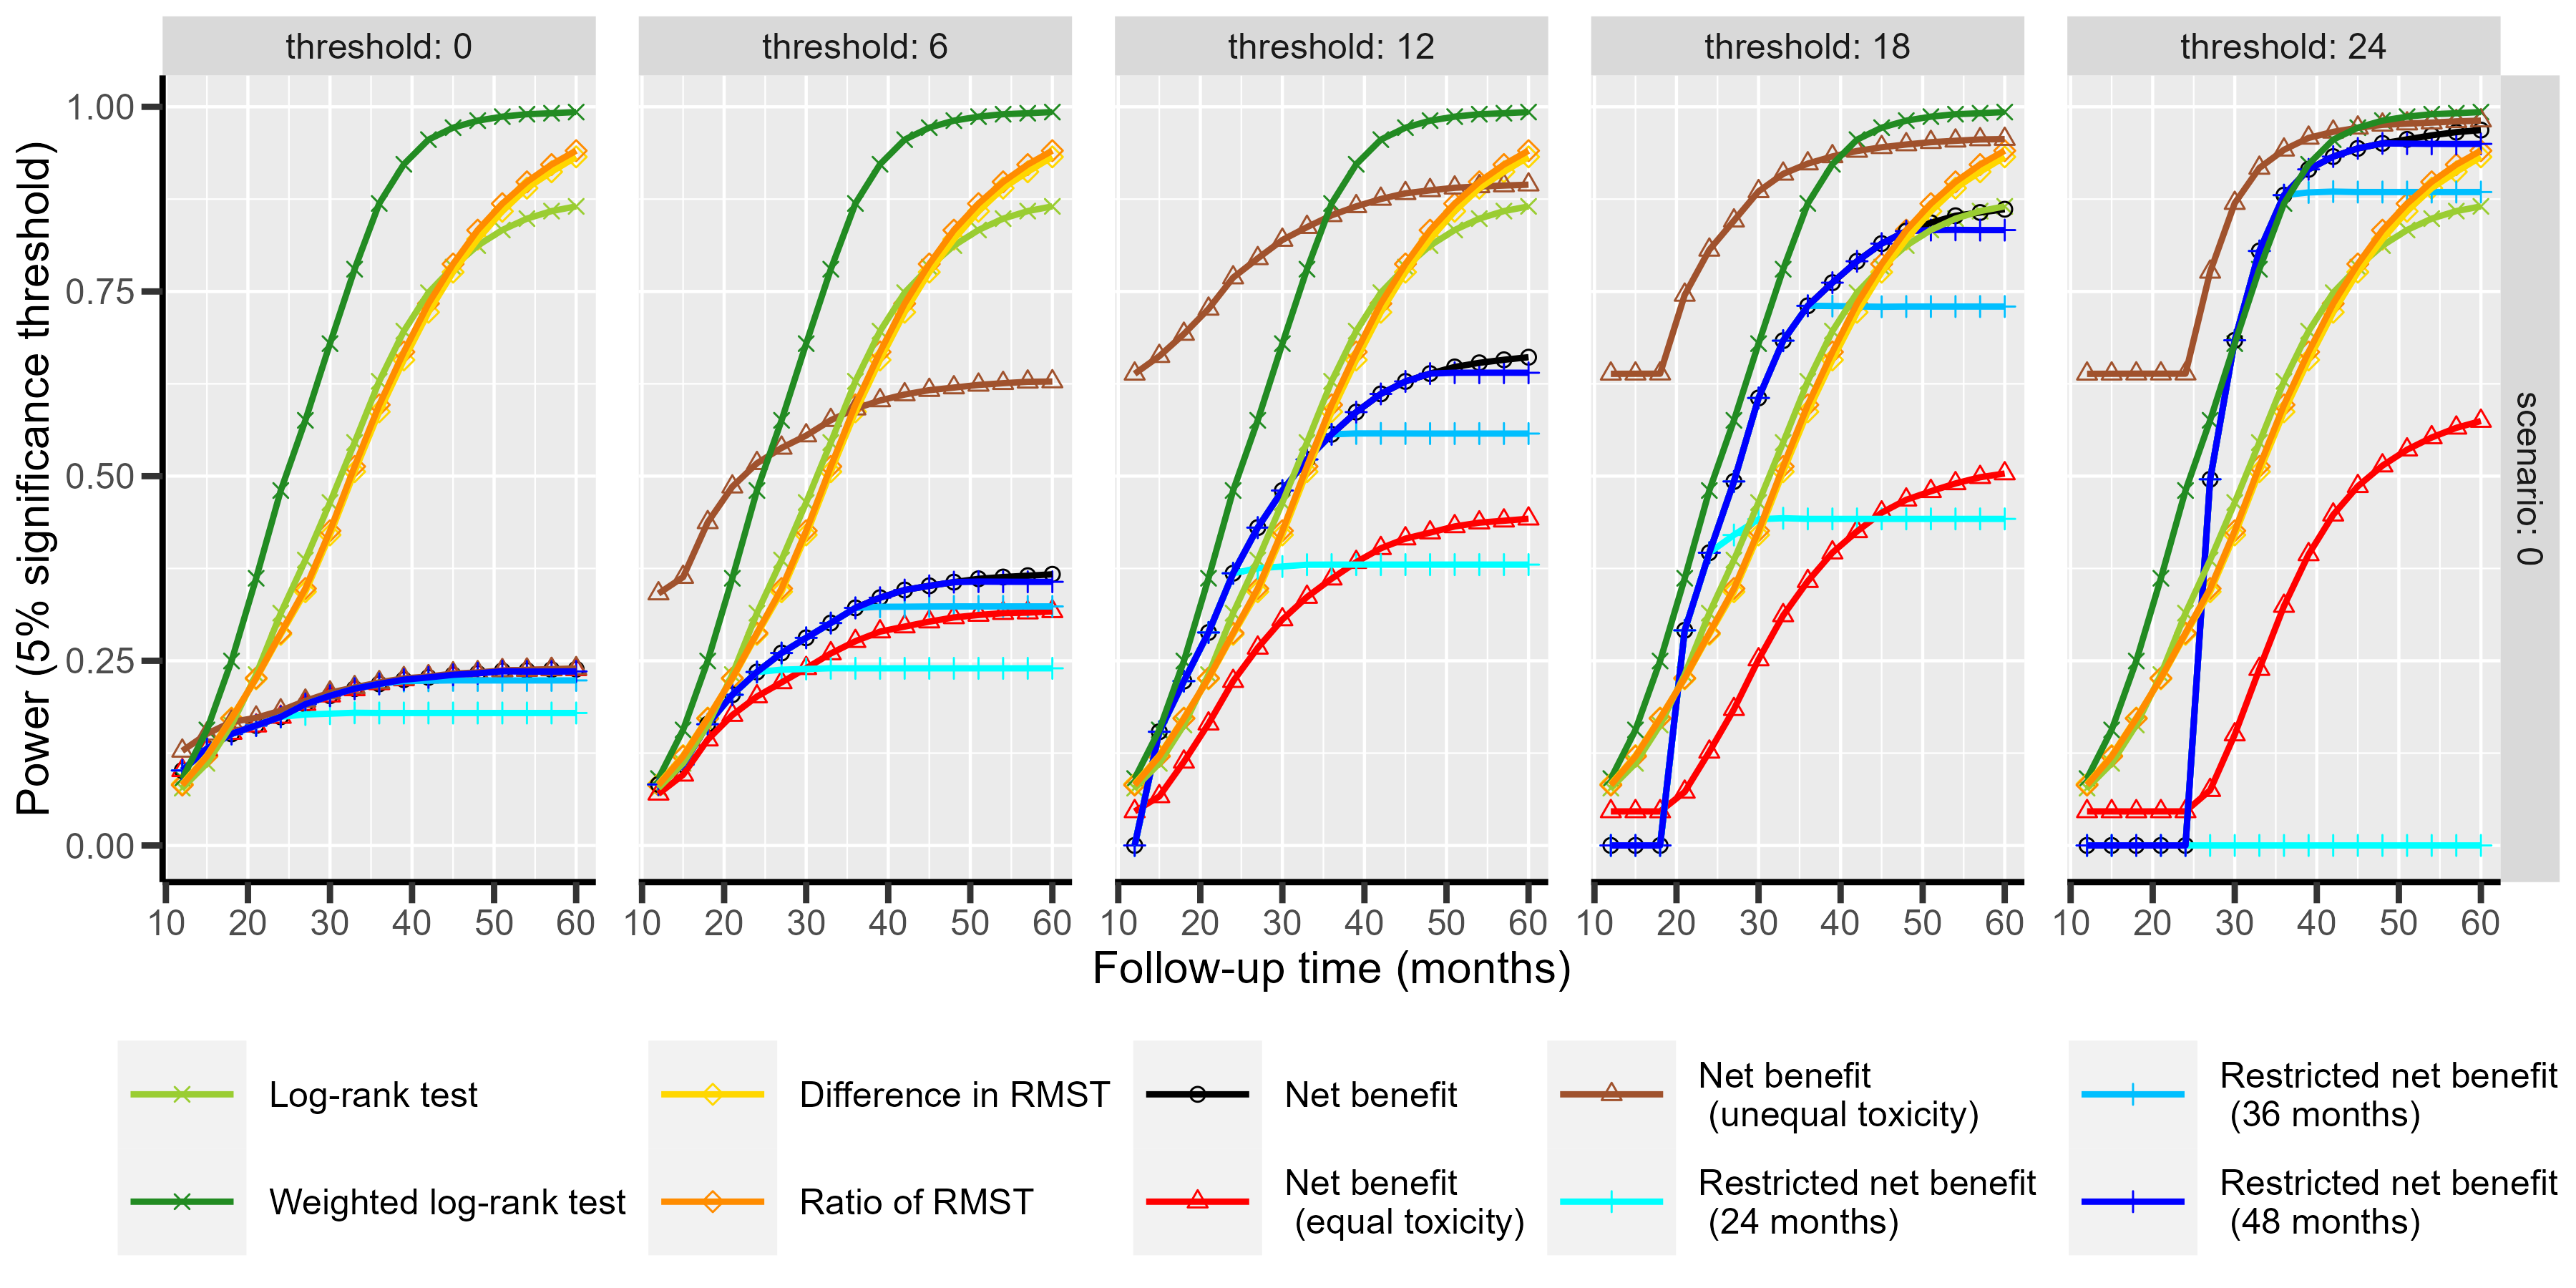 threshold: 0
threshold: 6
threshold: 12
threshold: 18
threshold: 24
scenario: 0
Power (5% significance threshold)
1.00
0.75
0.50
0.25
0.00
10 20 30 40 50 60
10 20 30 40 50 60
10 20 30 40 50 60
10 20 30 40 50 60
10 20 30 40 50 60
Follow-up time (months)
Log-rank test
Weighted log-rank test
Difference in RMST
Ratio of RMST
Net benefit
Net benefit
(equal toxicity)
Net benefit
(unequal toxicity)
Restricted net benefit
(24 months)
Restricted net benefit
(36 months)
Restricted net benefit
(48 months)